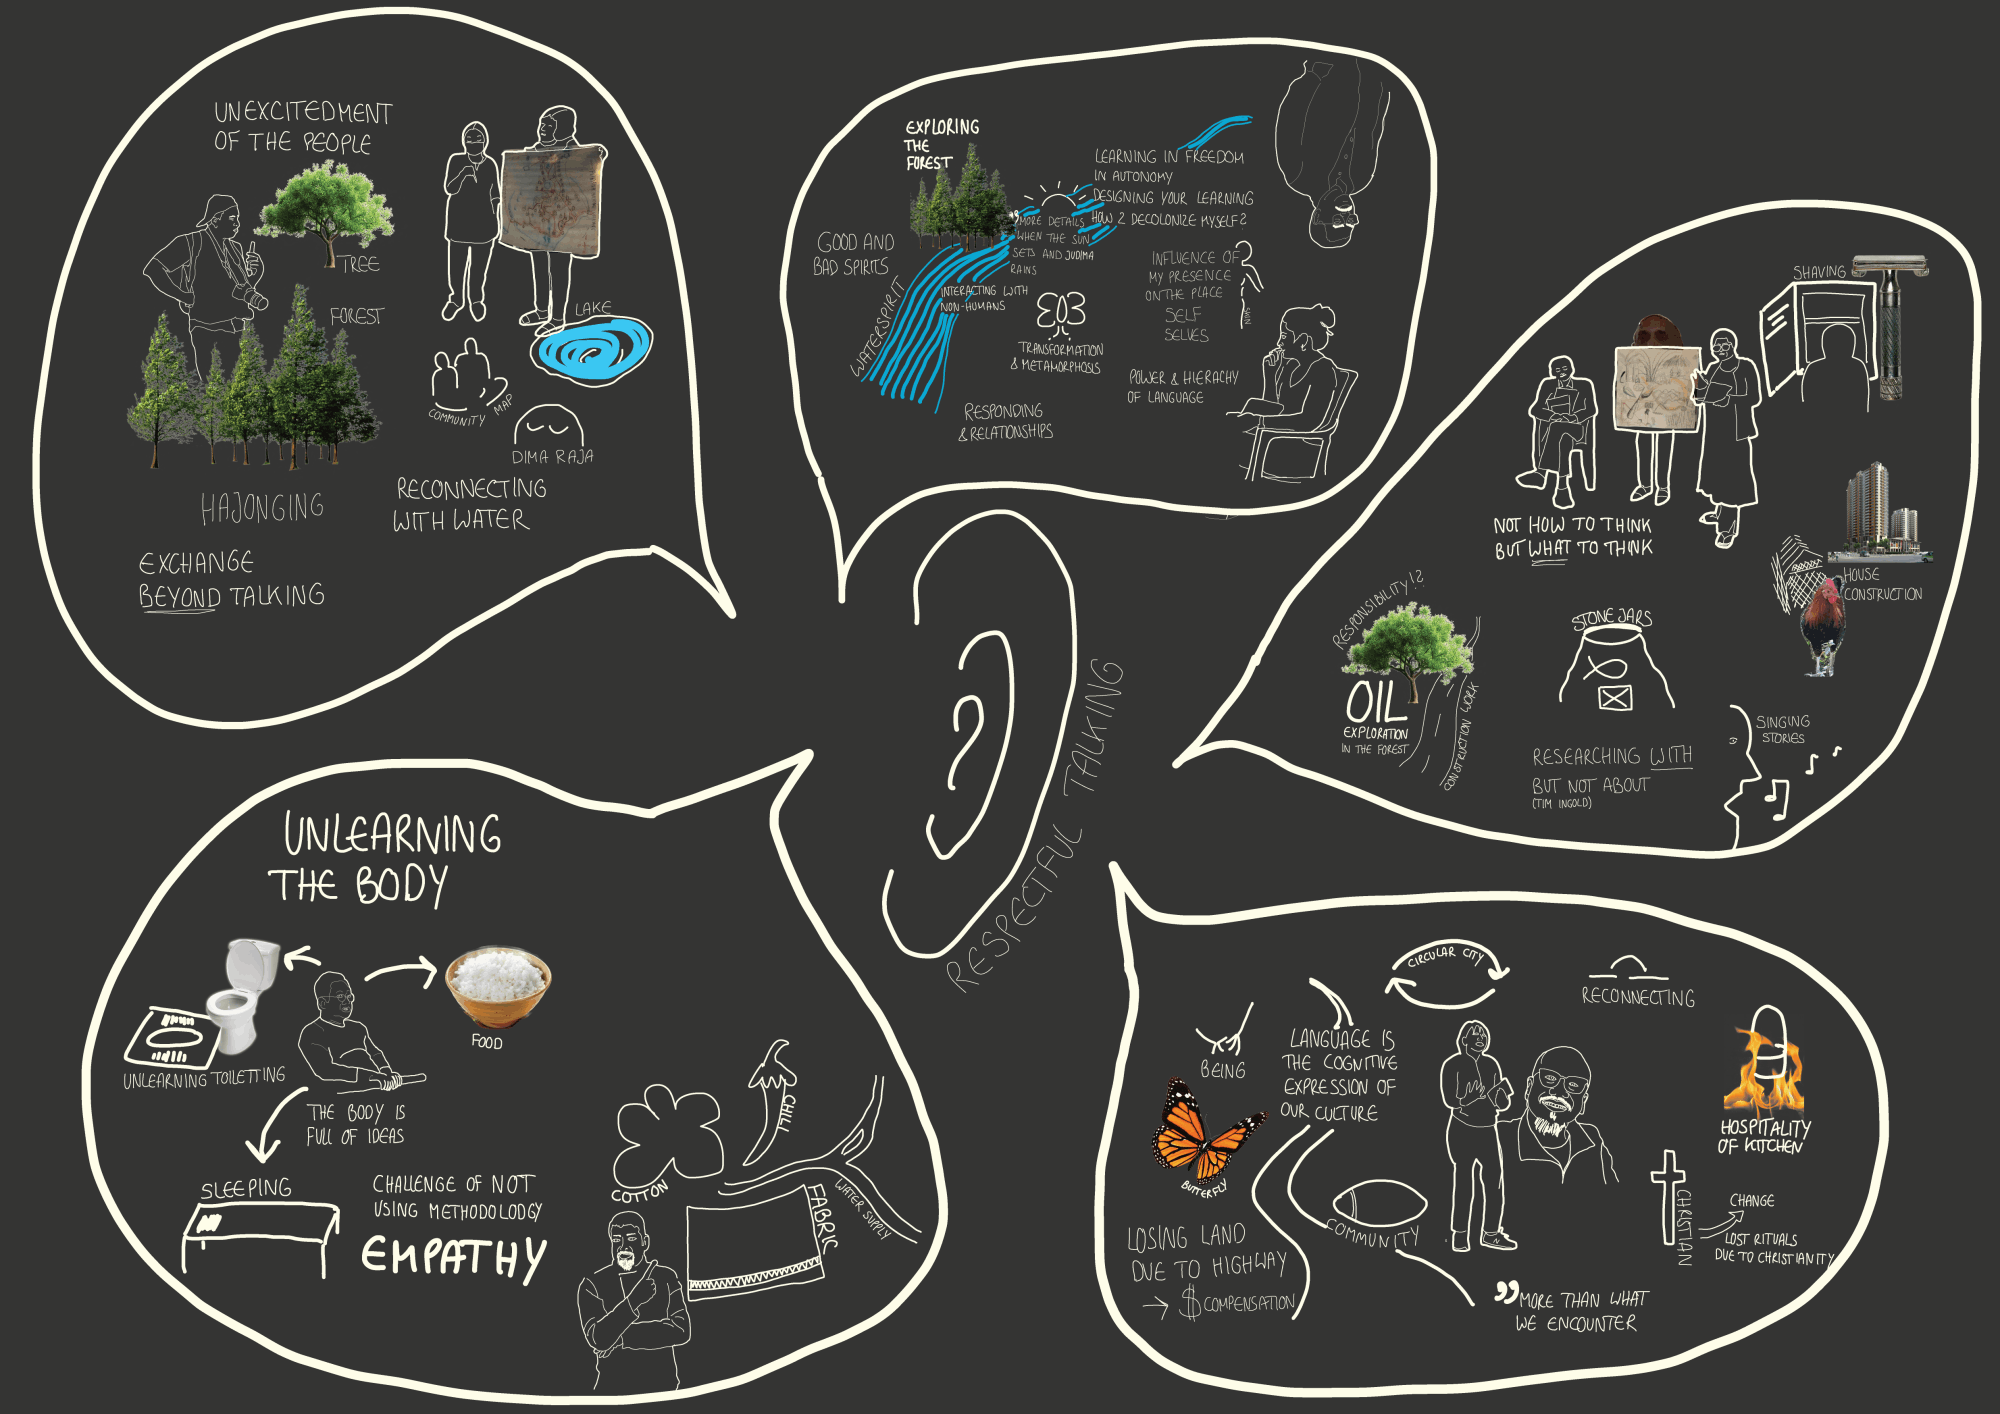 UNEXCITEDMENT
OF THE PEOPLE
TREE
FOREST
LAKE
COMMUNITY MAP
DIMA RAJA
HAJONGING
RECONNECTING
WITH WATER
EXCHANGE
BEYOND TALKING
EXPLORING
THE
FOREST
GOOD AND
BAD SPIRITS
WATERSPIRIT
"MORE DETAILS
WHEN THE SUN
SETS AND JUDIMA
RAINS
INTERACTING WITH
NON-HUMANS
TRANSFORMATION
& METAMORPHOSIS
RESPONDING
& RELATIONSHIPS
LEARNING IN FREEDOM
IN AUTONOMY
DESIGNING YOUR LEARNING
HOW 2 DECOLONIZE MYSELF?
INFLUENCE OF
MY PRESENCE
ON THE PLACE
SELF
SELVES
SKIN
POWER & HIERACHY
OF LANGUAGE
SHAVING
NOT HOW TO THINK
BUT WHAT TO THINK
HOUSE
CONSTRUCTION
RESPONSIBILITY!?
OIL
EXPLORATION
IN THE FOREST
CONSTRUCTION WORK
STONE JARS
RESEARCHING WITH
BUT NOT ABOUT
(TIM INGOLD)
SINGING
STORIES
RESPECTFUL TALKING
UNLEARNING
THE BODY
FOOD
UNLEARNING TOILETTING
THE BODY IS
FULL OF IDEAS
SLEEPING
CHALLENGE OF NOT
USING METHODOLODGY
EMPATHY
COTTON
CHILI
FABRIC
WATER SUPPLY
CIRCULAR CITY
RECONNECTING
BEING
LANGUAGE IS
THE COGNITIVE
EXPRESSION OF
OUR CULTURE
BUTTERFLY
HOSPITALITY
OF KITCHEN
COMMUNITY
LOSING LAND
DUE TO HIGHWAY
→ $ COMPENSATION
CHRISTIAN
CHANGE
LOST RITUALS
DUE TO CHRISTIANITY
"MORE THAN WHAT
WE ENCOUNTER